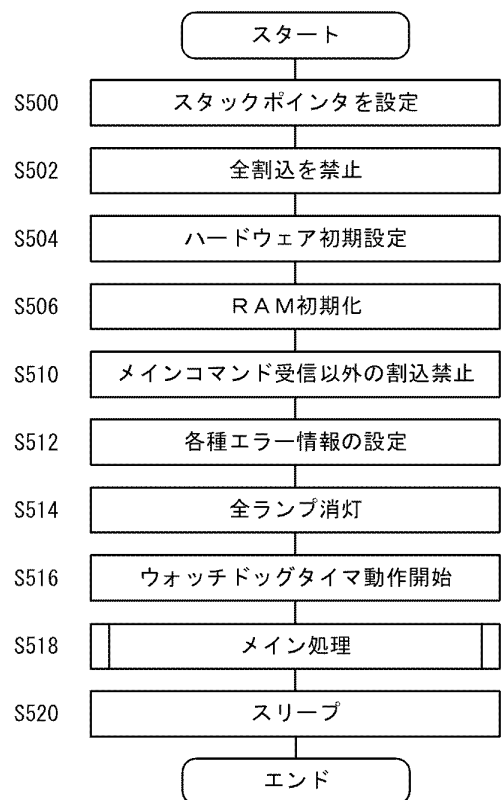 スタート
S500 スタックポインタを設定
S502 全割込を禁止
S504 ハードウェア初期設定
S506 ＲＡＭ初期化
S510 メインコマンド受信以外の割込禁止
S512 各種エラー情報の設定
S514 全ランプ消灯
S516 ウォッチドッグタイマ動作開始
S518 メイン処理
S520 スリープ
エンド